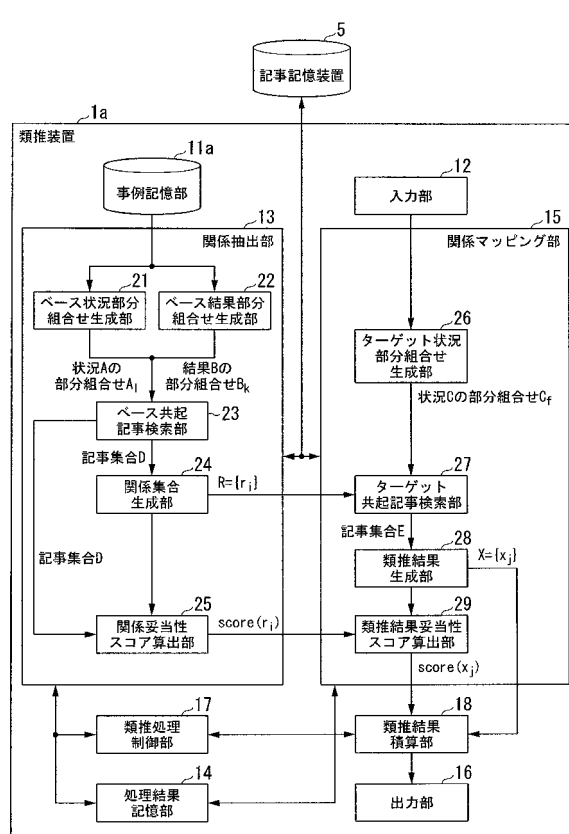 5
記事記憶装置
1a
類推装置
11a
事例記憶部
12
入力部
13
関係抽出部
15
関係マッピング部
21
ベース状況部分
組合せ生成部
22
ベース結果部分
組合せ生成部
26
ターゲット状況
部分組合せ
生成部
状況Aの
部分組合せAl
結果Bの
部分組合せBk
状況Cの部分組合せCf
ベース共起
記事検索部
23
記事集合D
24
関係集合
生成部
R={ri}
27
ターゲット
共起記事検索部
記事集合E
28
類推結果
生成部
X={xj}
記事集合D
25
関係妥当性
スコア算出部
score(ri)
29
類推結果妥当性
スコア算出部
score(xj)
17
類推処理
制御部
18
類推結果
積算部
14
処理結果
記憶部
16
出力部